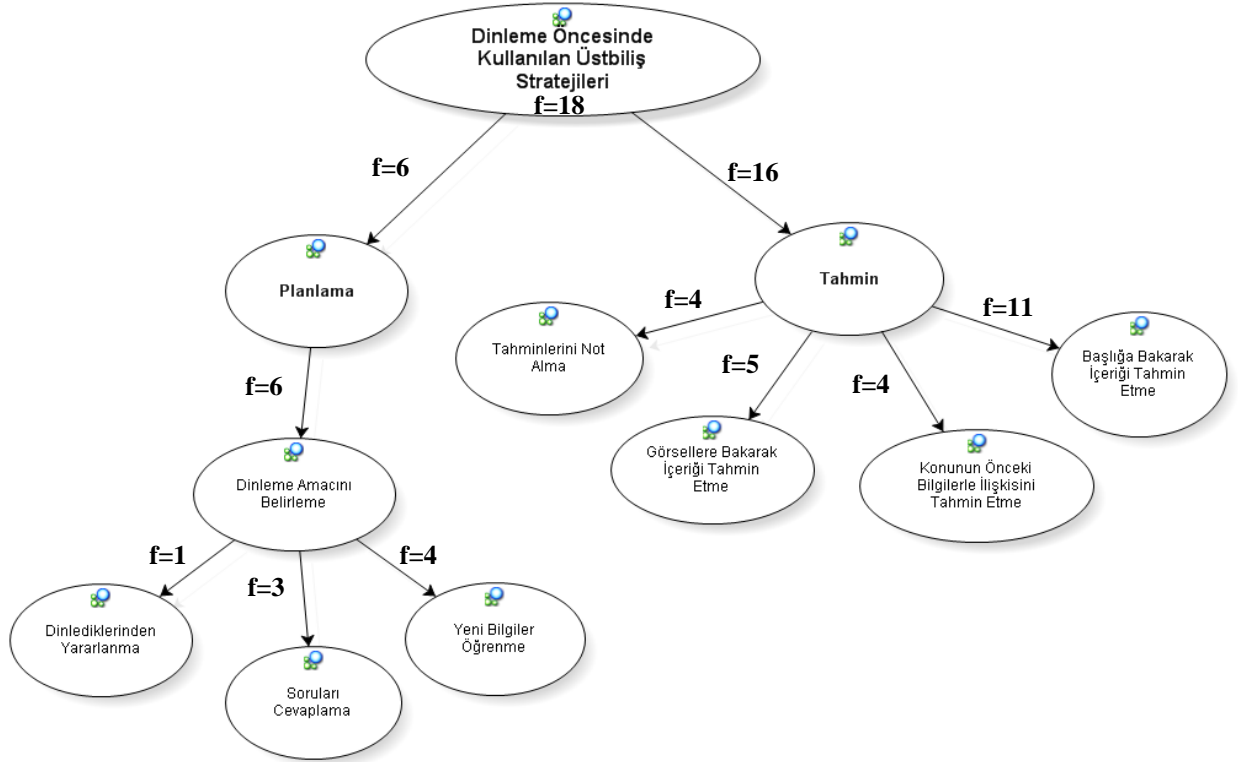 Dinleme Öncesinde
Kullanılan Üstbiliş
Stratejileri
f=18
f=6
f=16
Planlama
Tahmin
f=6
f=4
f=5
f=4
f=11
Tahminlerini Not
Alma
Görsellere Bakarak
İçeriği Tahmin
Etme
Konunun Önceki
Bilgilerle İlişkisini
Tahmin Etme
Başlığa Bakarak
İçeriği Tahmin
Etme
Dinleme Amacını
Belirleme
f=1
f=3
f=4
Dinlediklerinden
Yararlanma
Soruları
Cevaplama
Yeni Bilgiler
Öğrenme